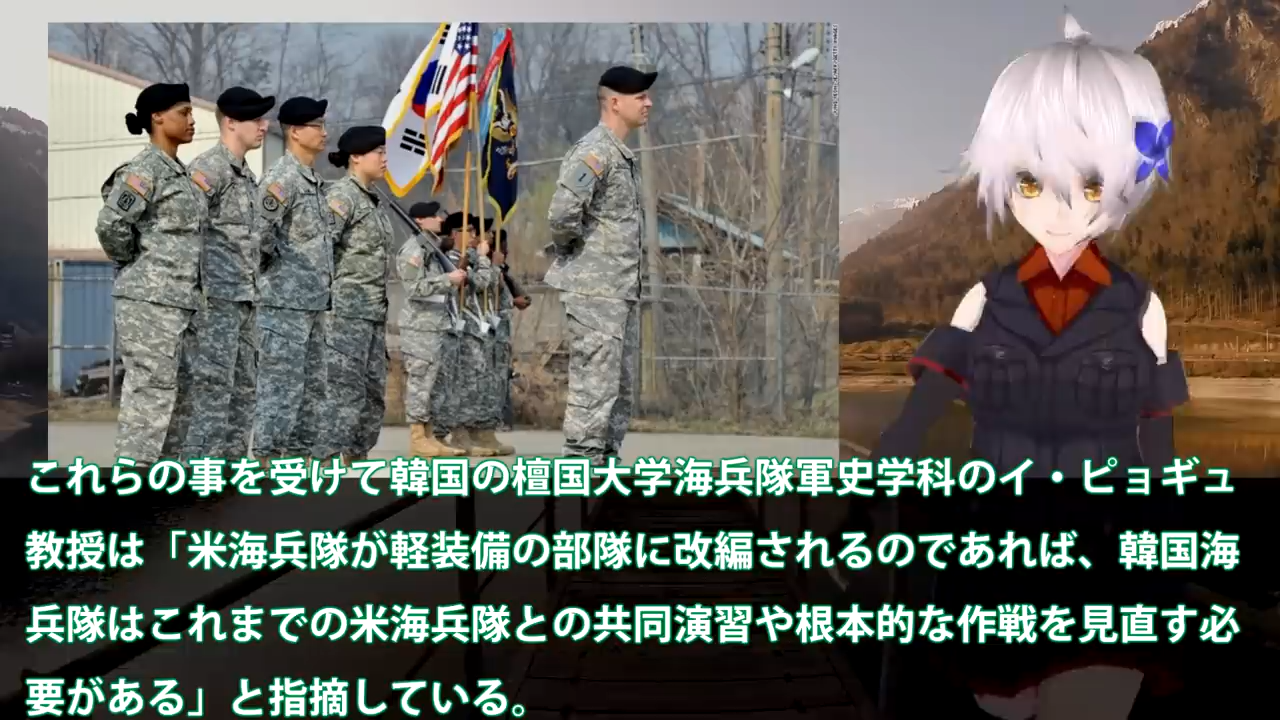 これらの事を受けて韓国の檀国大学海兵隊軍史学科のイ・ピョギュ
教授は「米海兵隊が軽装備の部隊に改編されるのであれば、韓国海
兵隊はこれまでの米海兵隊との共同演習や根本的な作戦を見直す必
要がある」と指摘している。